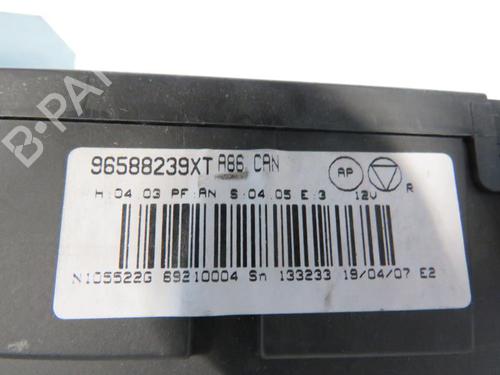 96588239XT A86 CAN
AP
H:04 03 PF:AN S:04.05 E:3 12V R
N105522G 69210004 Sn 133233 19/04/07 E2